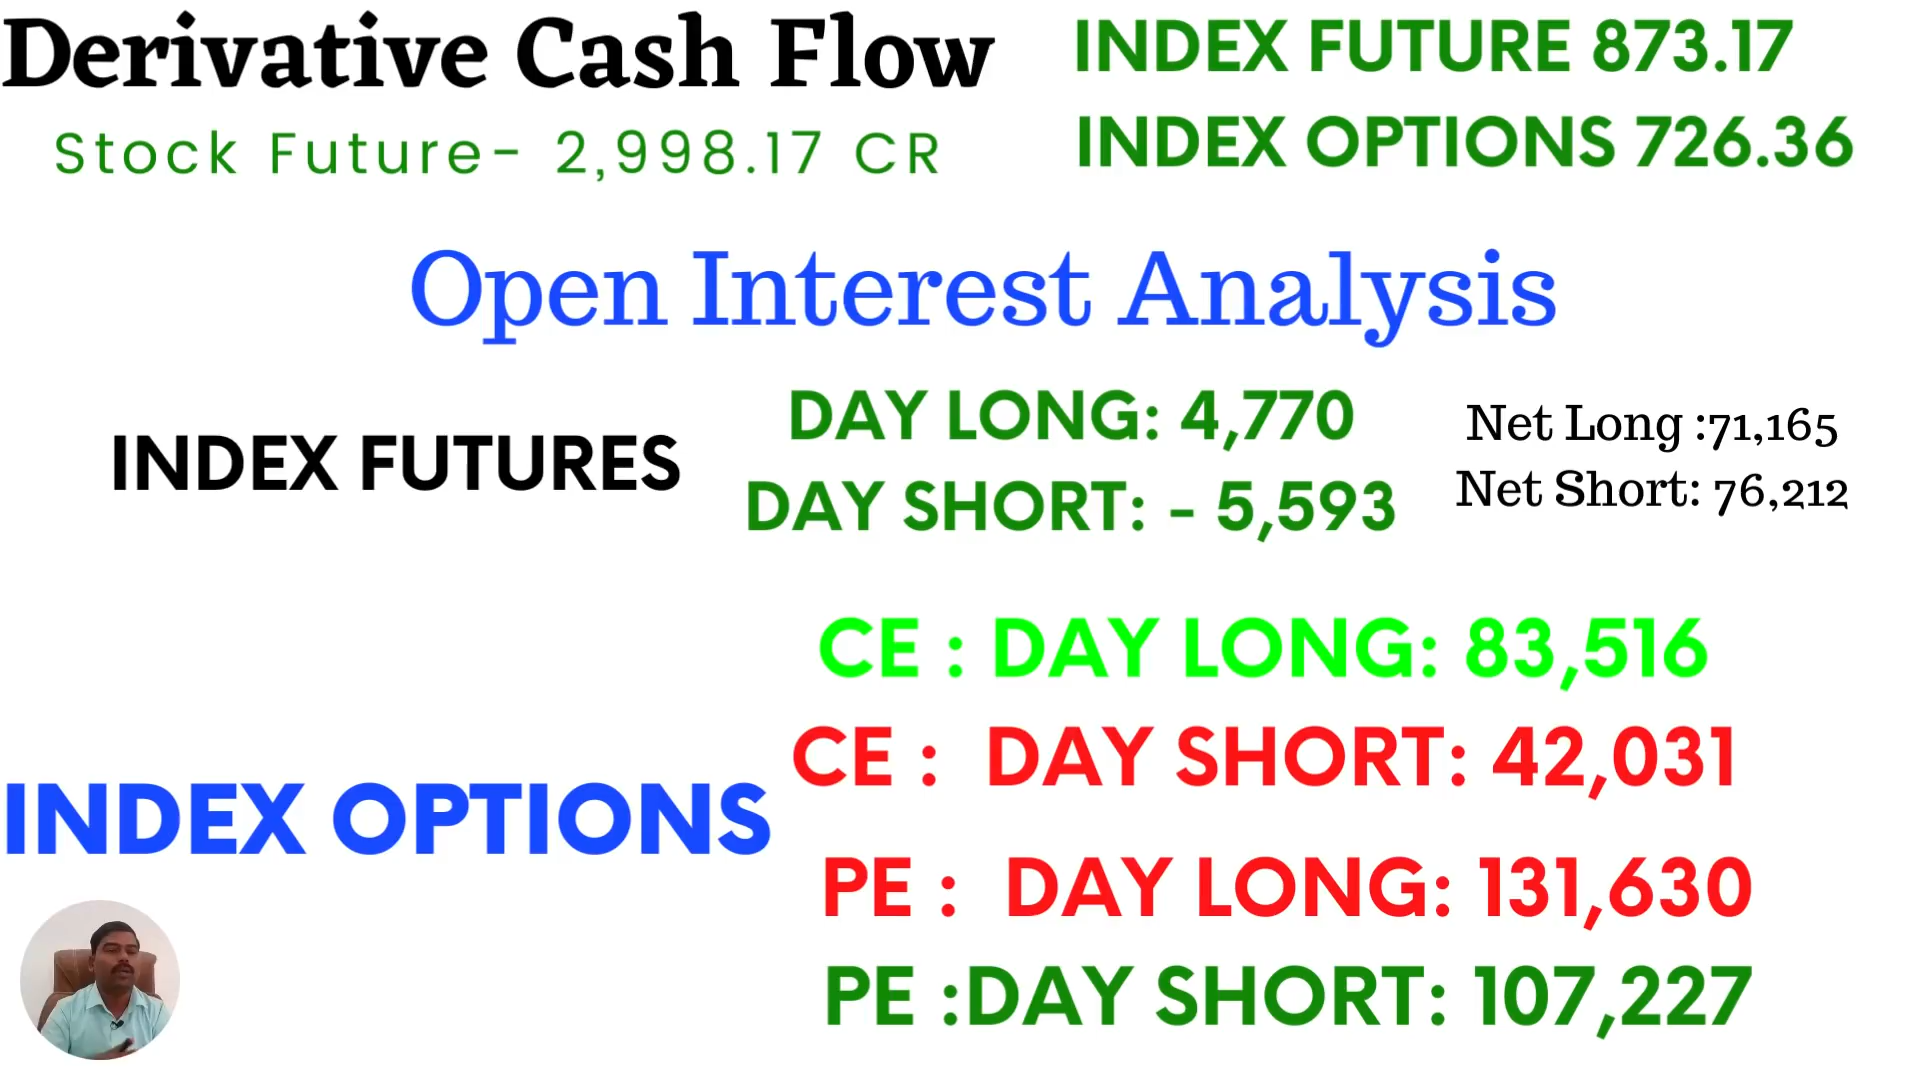 Derivative Cash Flow
Stock Future- 2,998.17 CR
INDEX FUTURE 873.17
INDEX OPTIONS 726.36
Open Interest Analysis
INDEX FUTURES
DAY LONG: 4,770
DAY SHORT: - 5,593
Net Long :71,165
Net Short: 76,212
INDEX OPTIONS
CE : DAY LONG: 83,516
CE : DAY SHORT: 42,031
PE : DAY LONG: 131,630
PE :DAY SHORT: 107,227